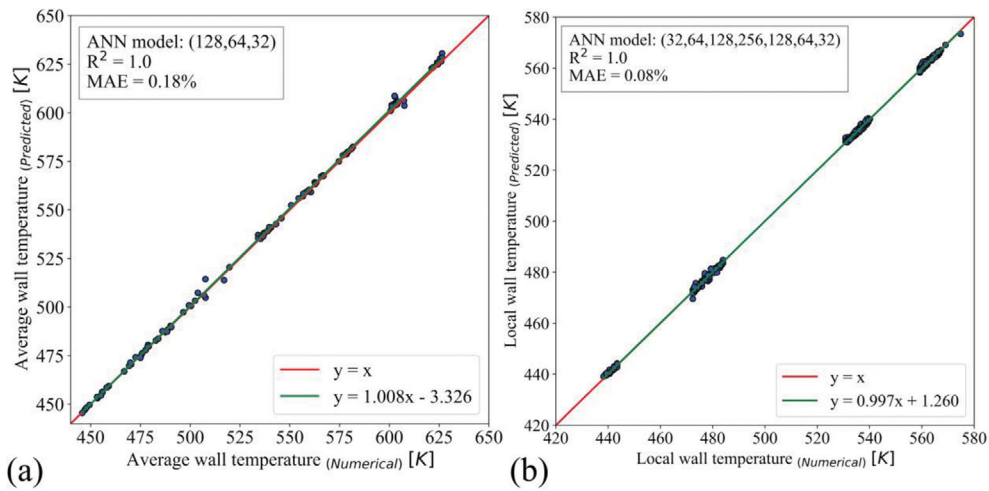 ANN model: (128,64,32)
R² = 1.0
MAE = 0.18%
650
625
600
575
550
525
500
475
450
Average wall temperature (Predicted) [K]
y = x
y = 1.008x - 3.326
450 475 500 525 550 575 600 625 650
Average wall temperature (Numerical) [K]
(a)
ANN model: (32,64,128,256,128,64,32)
R² = 1.0
MAE = 0.08%
580
560
540
520
500
480
460
440
420
Local wall temperature (Predicted) [K]
y = x
y = 0.997x + 1.260
420 440 460 480 500 520 540 560 580
Local wall temperature (Numerical) [K]
(b)